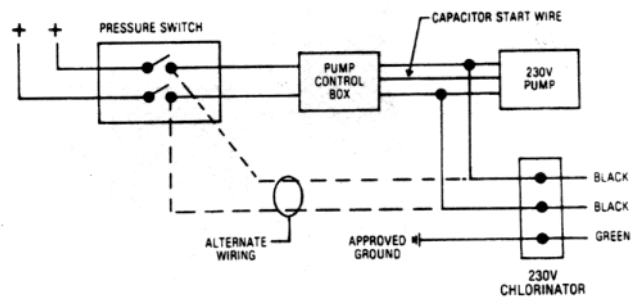 + +
PRESSURE SWITCH
CAPACITOR START WIRE
PUMP
CONTROL
BOX
230V
PUMP
BLACK
BLACK
GREEN
ALTERNATE
WIRING
APPROVED
GROUND
230V
CHLORINATOR